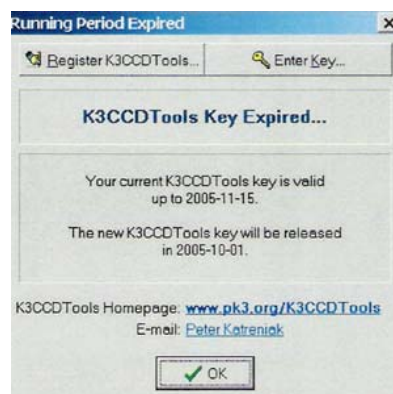 Running Period Expired
Register K3CCDTools... Enter Key...
K3CCDTools Key Expired...
Your current K3CCDTools key is valid
up to 2005-11-15.
The new K3CCDTools key will be released
in 2005-10-01.
K3CCDTools Homepage: www.pk3.org/K3CCDTools
E-mail: Peter Katreniak
OK